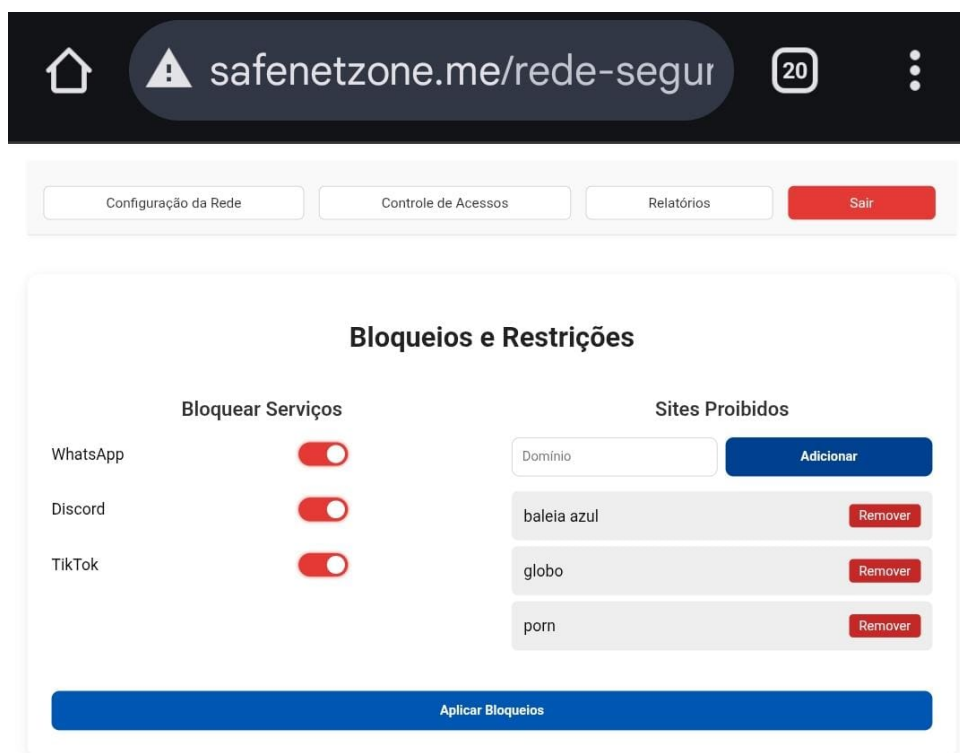 safenetzone.me/rede-segur
20
Configuração da Rede
Controle de Acessos
Relatórios
Sair
Bloqueios e Restrições
Bloquear Serviços
WhatsApp
Discord
TikTok
Sites Proibidos
Domínio
Adicionar
baleia azul
Remover
globo
Remover
porn
Remover
Aplicar Bloqueios